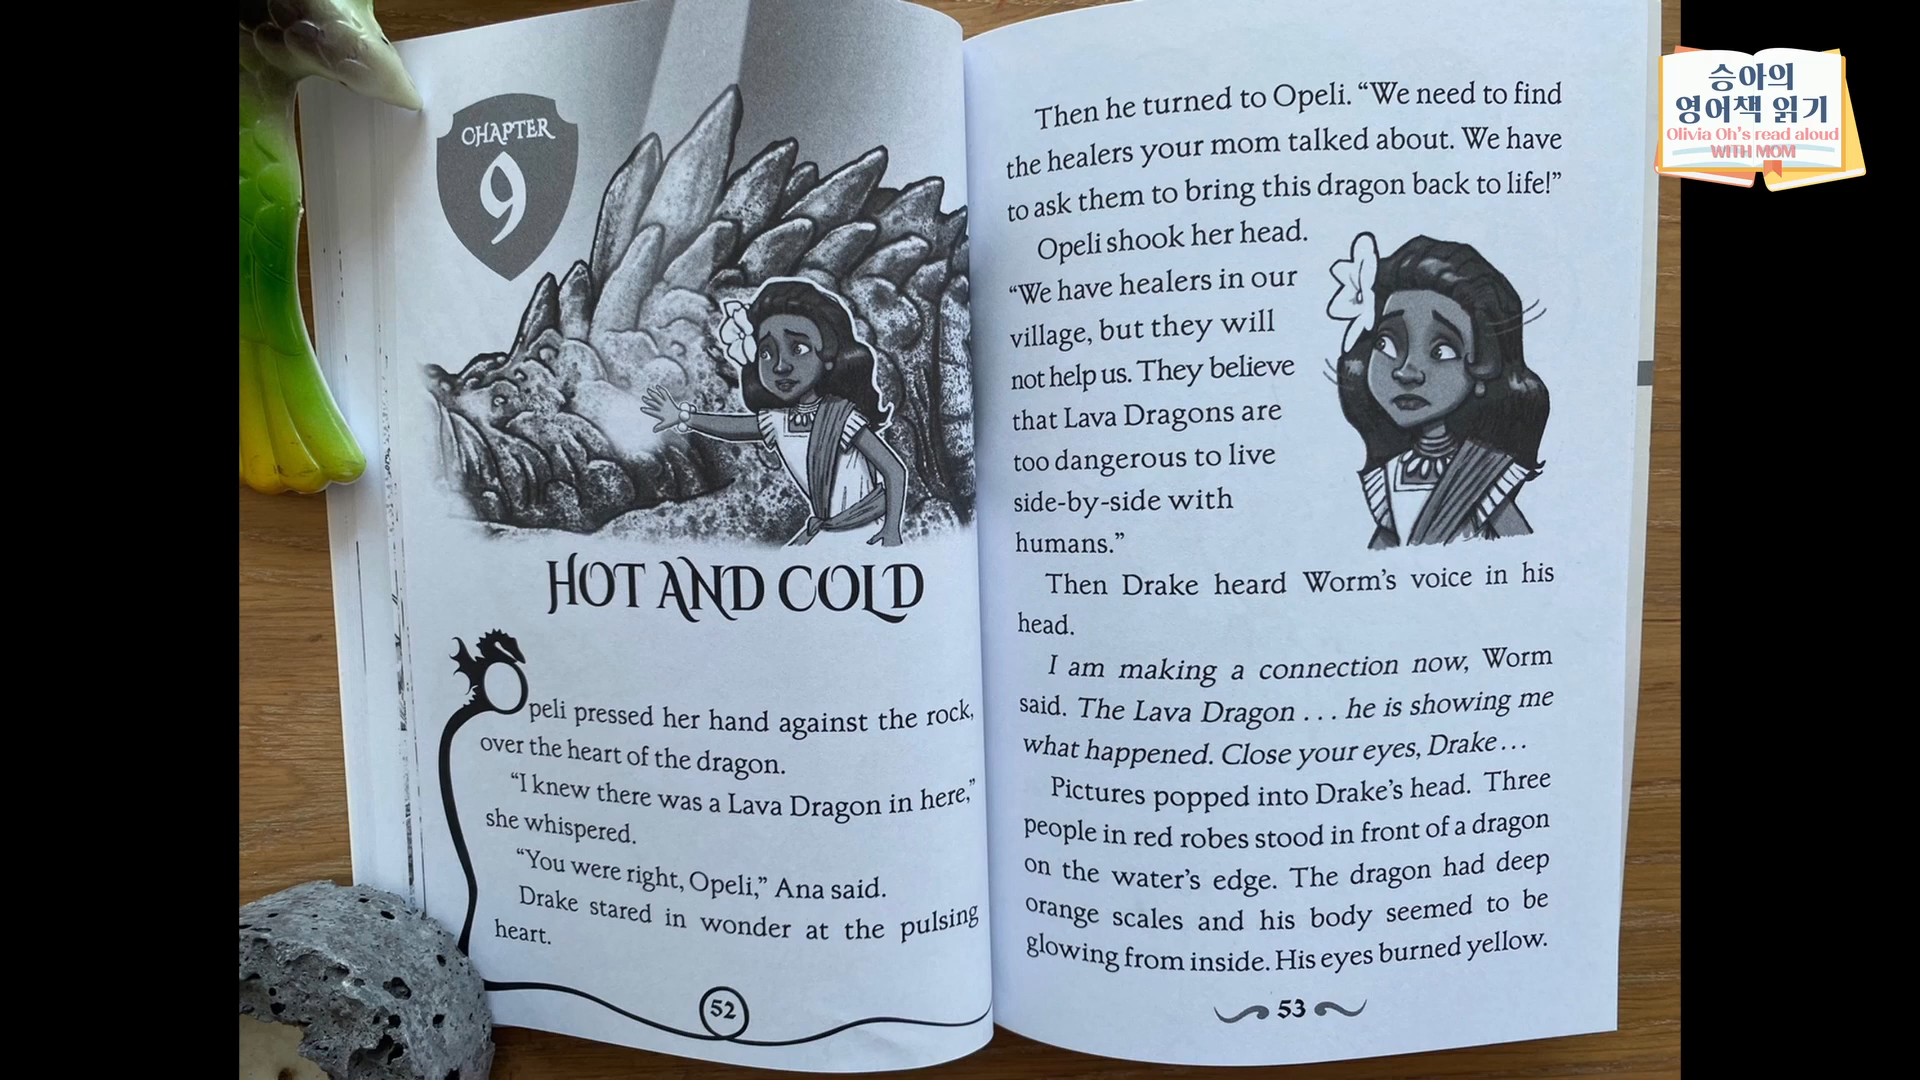 CHAPTER
9
HOT AND COLD
Opeli pressed her hand against the rock,
over the heart of the dragon.
“I knew there was a Lava Dragon in here,”
she whispered.
“You were right, Opeli,” Ana said.
Drake stared in wonder at the pulsing
heart.
52
Then he turned to Opeli. “We need to find
the healers your mom talked about. We have
to ask them to bring this dragon back to life!”
Opeli shook her head.
“We have healers in our
village, but they will
not help us. They believe
that Lava Dragons are
too dangerous to live
side-by-side with
humans.”
Then Drake heard Worm’s voice in his
head.
I am making a connection now, Worm
said. The Lava Dragon . . . he is showing me
what happened. Close your eyes, Drake . . .
Pictures popped into Drake’s head. Three
people in red robes stood in front of a dragon
on the water’s edge. The dragon had deep
orange scales and his body seemed to be
glowing from inside. His eyes burned yellow.
53
승아의
영어책 읽기
Olivia Oh's read aloud
WITH MOM